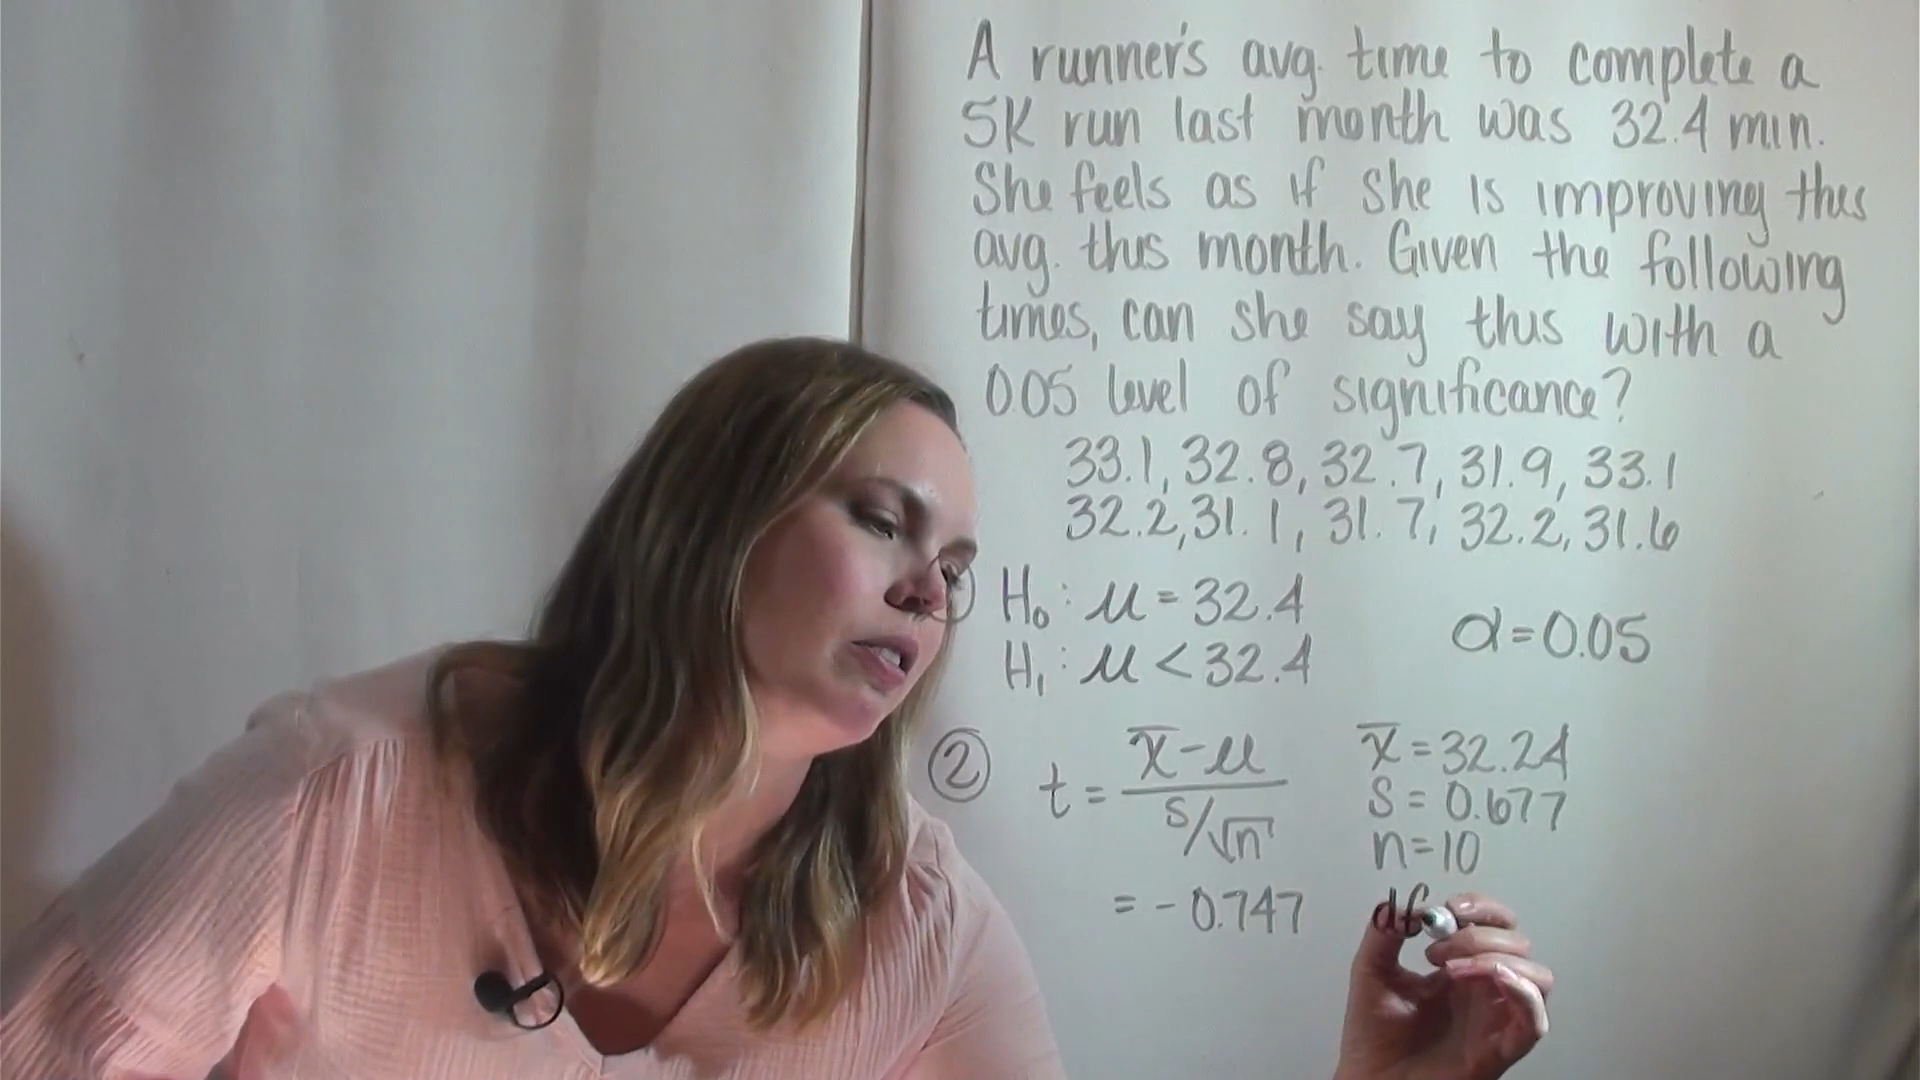 A runner's avg. time to complete a
5K run last month was 32.4 min.
She feels as if she is improving this
avg. this month. Given the following
times, can she say this with a
0.05 level of significance?
33.1, 32.8, 32.7, 31.9, 33.1
32.2, 31.1, 31.7, 32.2, 31.6
H₀: μ = 32.4
H₁: μ < 32.4
α = 0.05
② t = x̄ - μ / s/√n
= -0.747
x̄ = 32.24
s = 0.677
n = 10
df